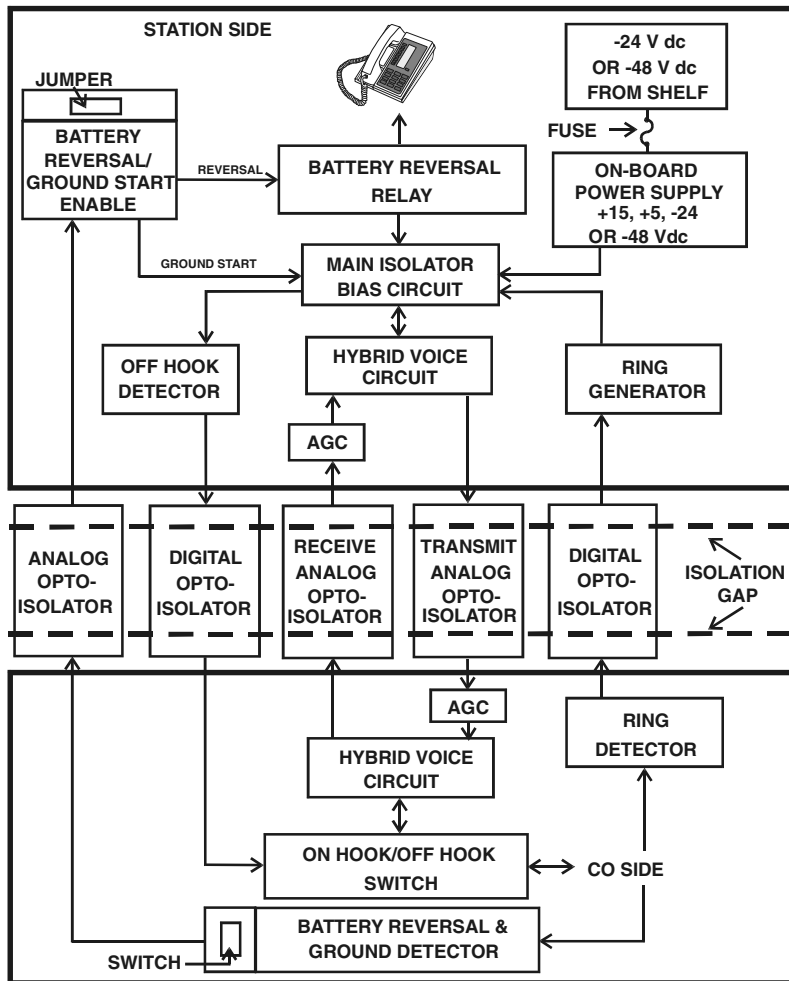 STATION SIDE
JUMPER
BATTERY
REVERSAL/
GROUND START
ENABLE
REVERSAL
GROUND START
BATTERY REVERSAL
RELAY
-24 V dc
OR -48 V dc
FROM SHELF
FUSE
ON-BOARD
POWER SUPPLY
+15, +5, -24
OR -48 Vdc
MAIN ISOLATOR
BIAS CIRCUIT
OFF HOOK
DETECTOR
HYBRID VOICE
CIRCUIT
AGC
RING
GENERATOR
ANALOG
OPTO-
ISOLATOR
DIGITAL
OPTO-
ISOLATOR
RECEIVE
ANALOG
OPTO-
ISOLATOR
TRANSMIT
ANALOG
OPTO-
ISOLATOR
DIGITAL
OPTO-
ISOLATOR
ISOLATION
GAP
AGC
HYBRID VOICE
CIRCUIT
RING
DETECTOR
ON HOOK/OFF HOOK
SWITCH
CO SIDE
BATTERY REVERSAL &
GROUND DETECTOR
SWITCH